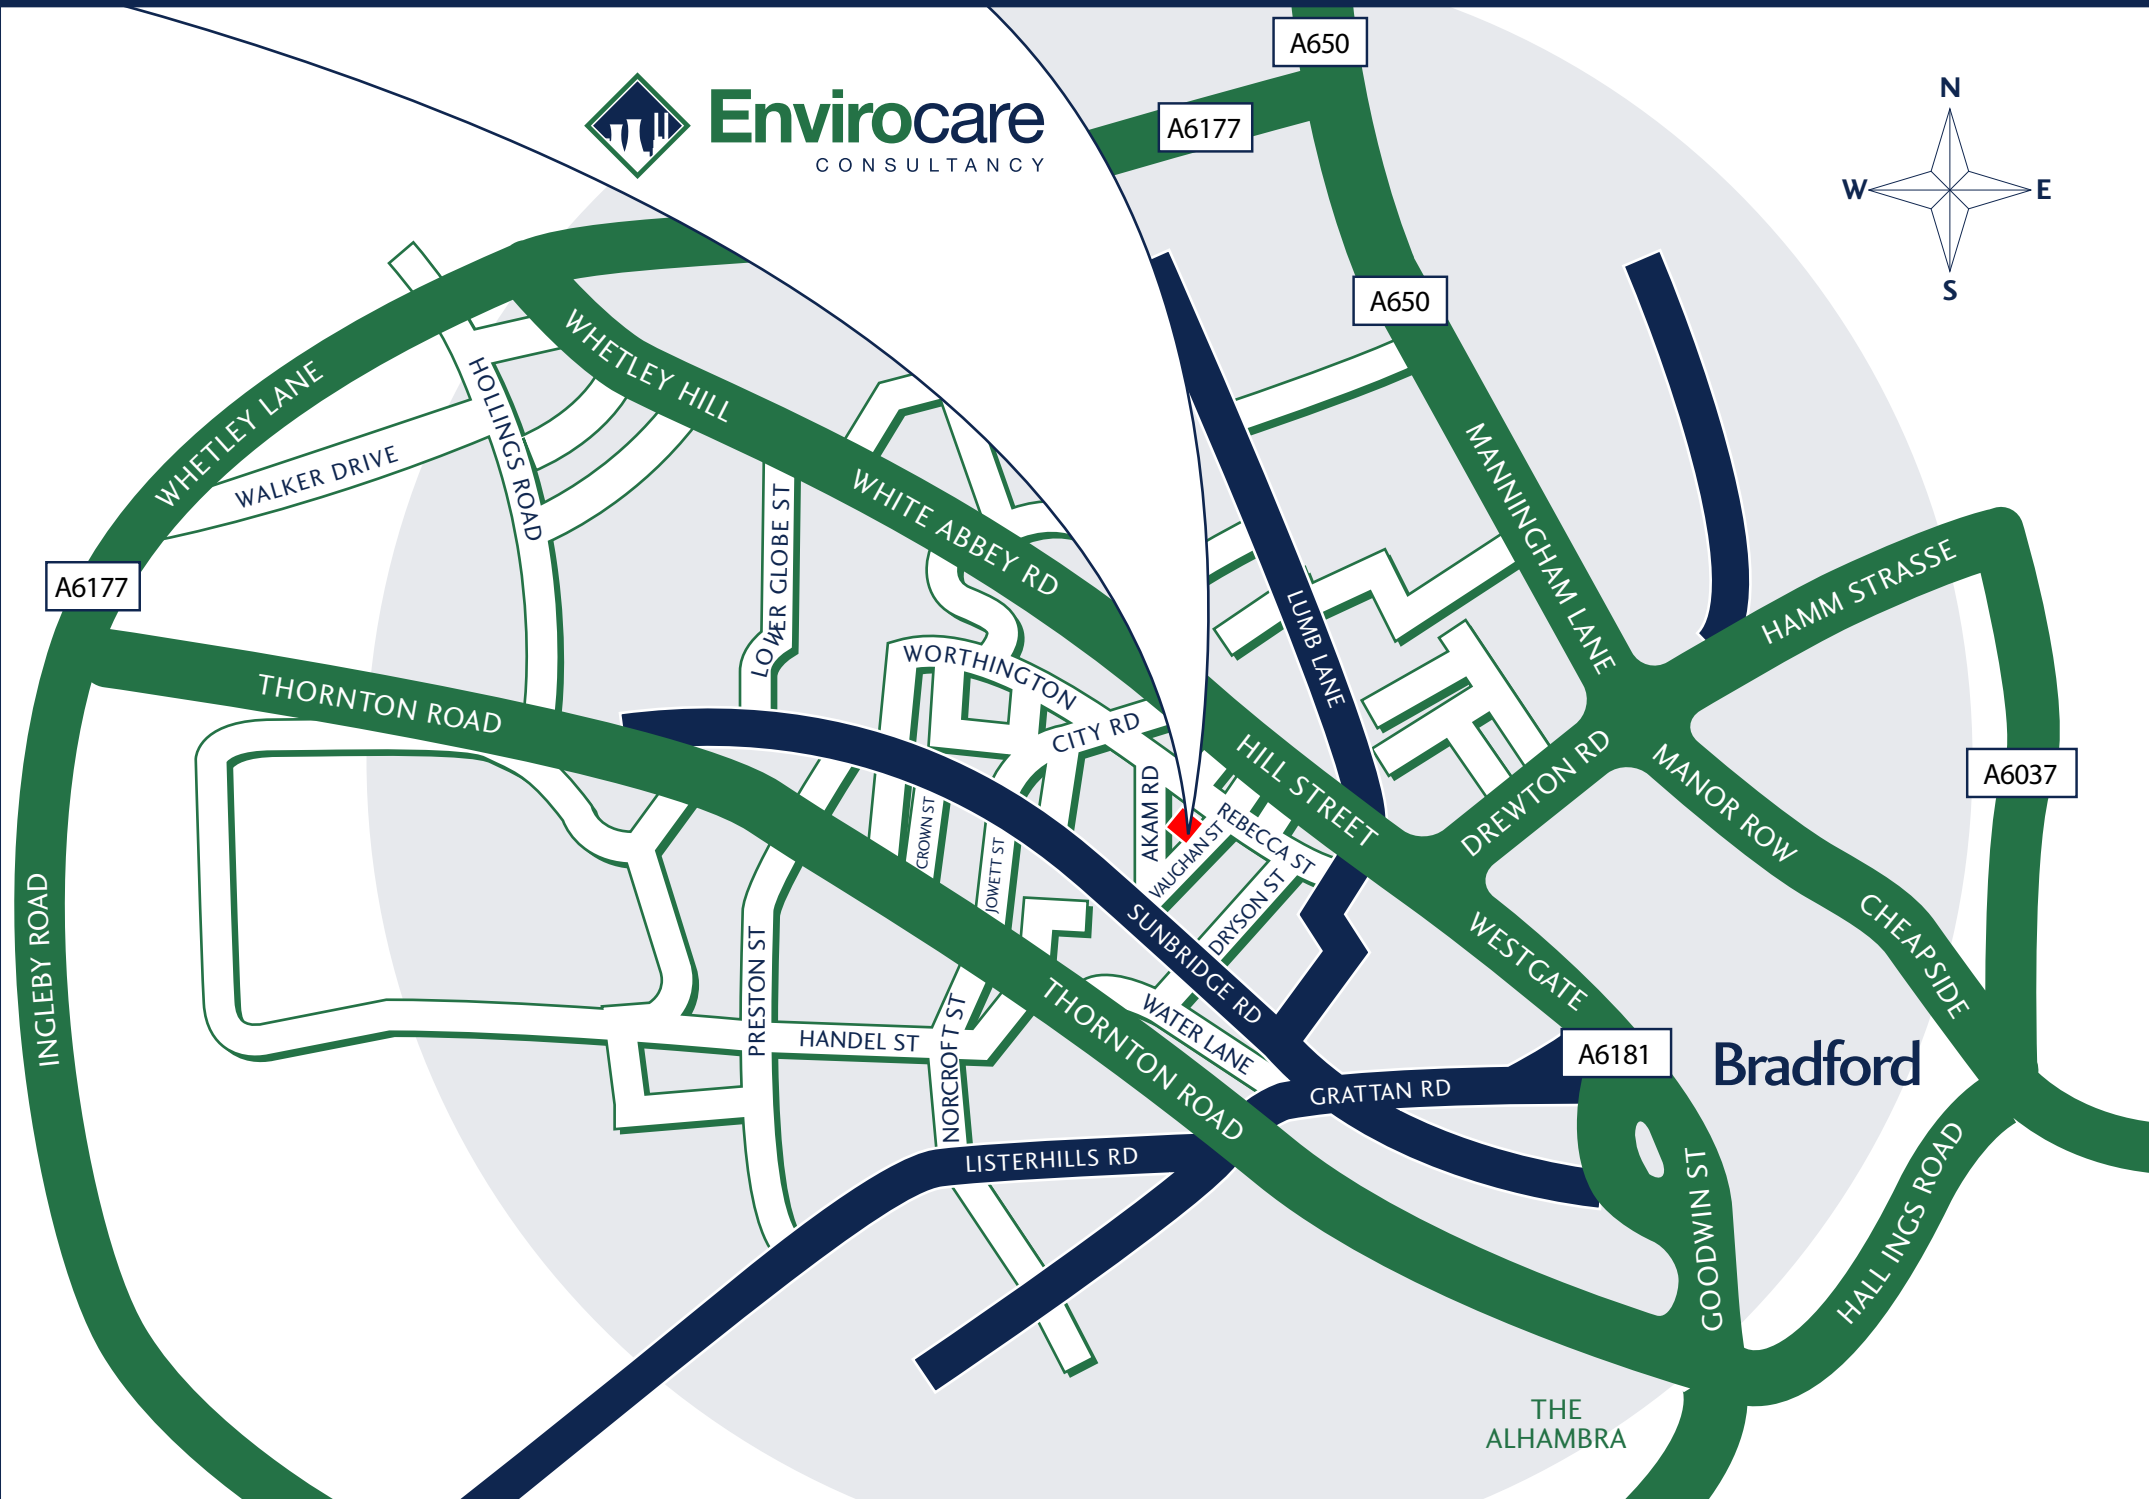 A650
Envirocare
CONSULTANCY
A6177
N
W
E
S
A650
WHETLEY LANE
WHETLEY HILL
HOLLINGS ROAD
WALKER DRIVE
LOWER GLOBE ST
WHITE ABBEY RD
MANNINGHAM LANE
HAMM STRASSE
A6177
LUMB LANE
WORTHINGTON
THORNTON ROAD
CITY RD
HILL STREET
DREWTON RD
MANOR ROW
A6037
AKAM RD
REBECCA ST
VAUGHAN ST
CROWN ST
JOWETT ST
DRYSON ST
SUNBRIDGE RD
WESTGATE
CHEAPSIDE
INGLEBY ROAD
PRESTON ST
HANDEL ST
NORCROFT ST
THORNTON ROAD
WATER LANE
GRATTAN RD
A6181
Bradford
LISTERHILLS RD
GOODWIN ST
HALL INGS ROAD
THE
ALHAMBRA